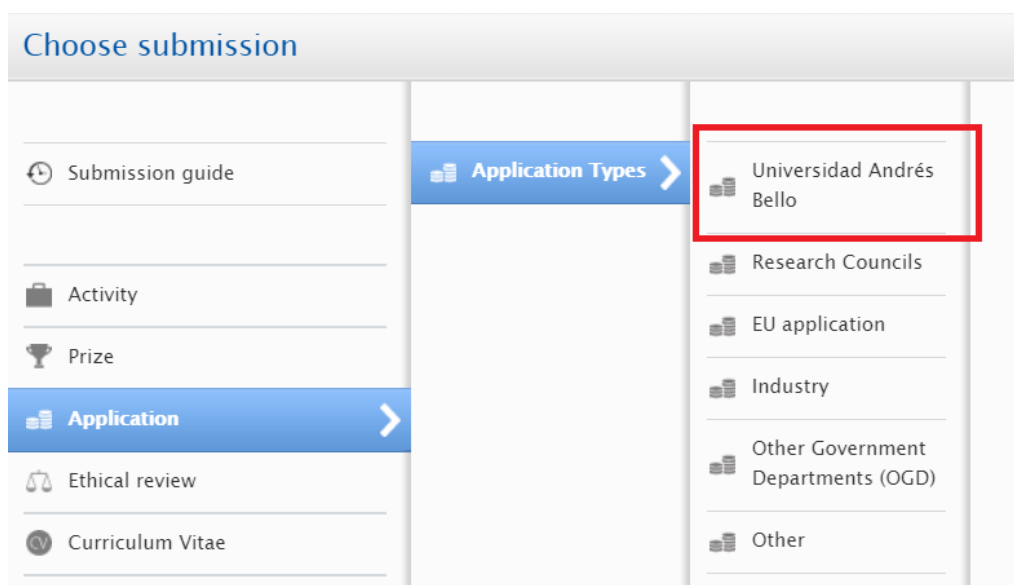 Choose submission
Submission guide
Activity
Prize
Application
Ethical review
CV
Curriculum Vitae
Application Types
Universidad Andrés
Bello
Research Councils
EU application
Industry
Other Government
Departments (OGD)
Other